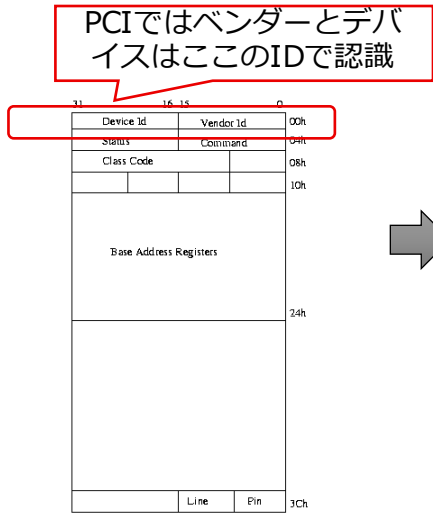 PCIではベンダーとデバ
イスはここのIDで認識
31 16 15 0
Device Id Vendor Id 00h
Status Command 04h
Class Code 08h
10h
Base Address Registers
24h
Line Pin 3Ch